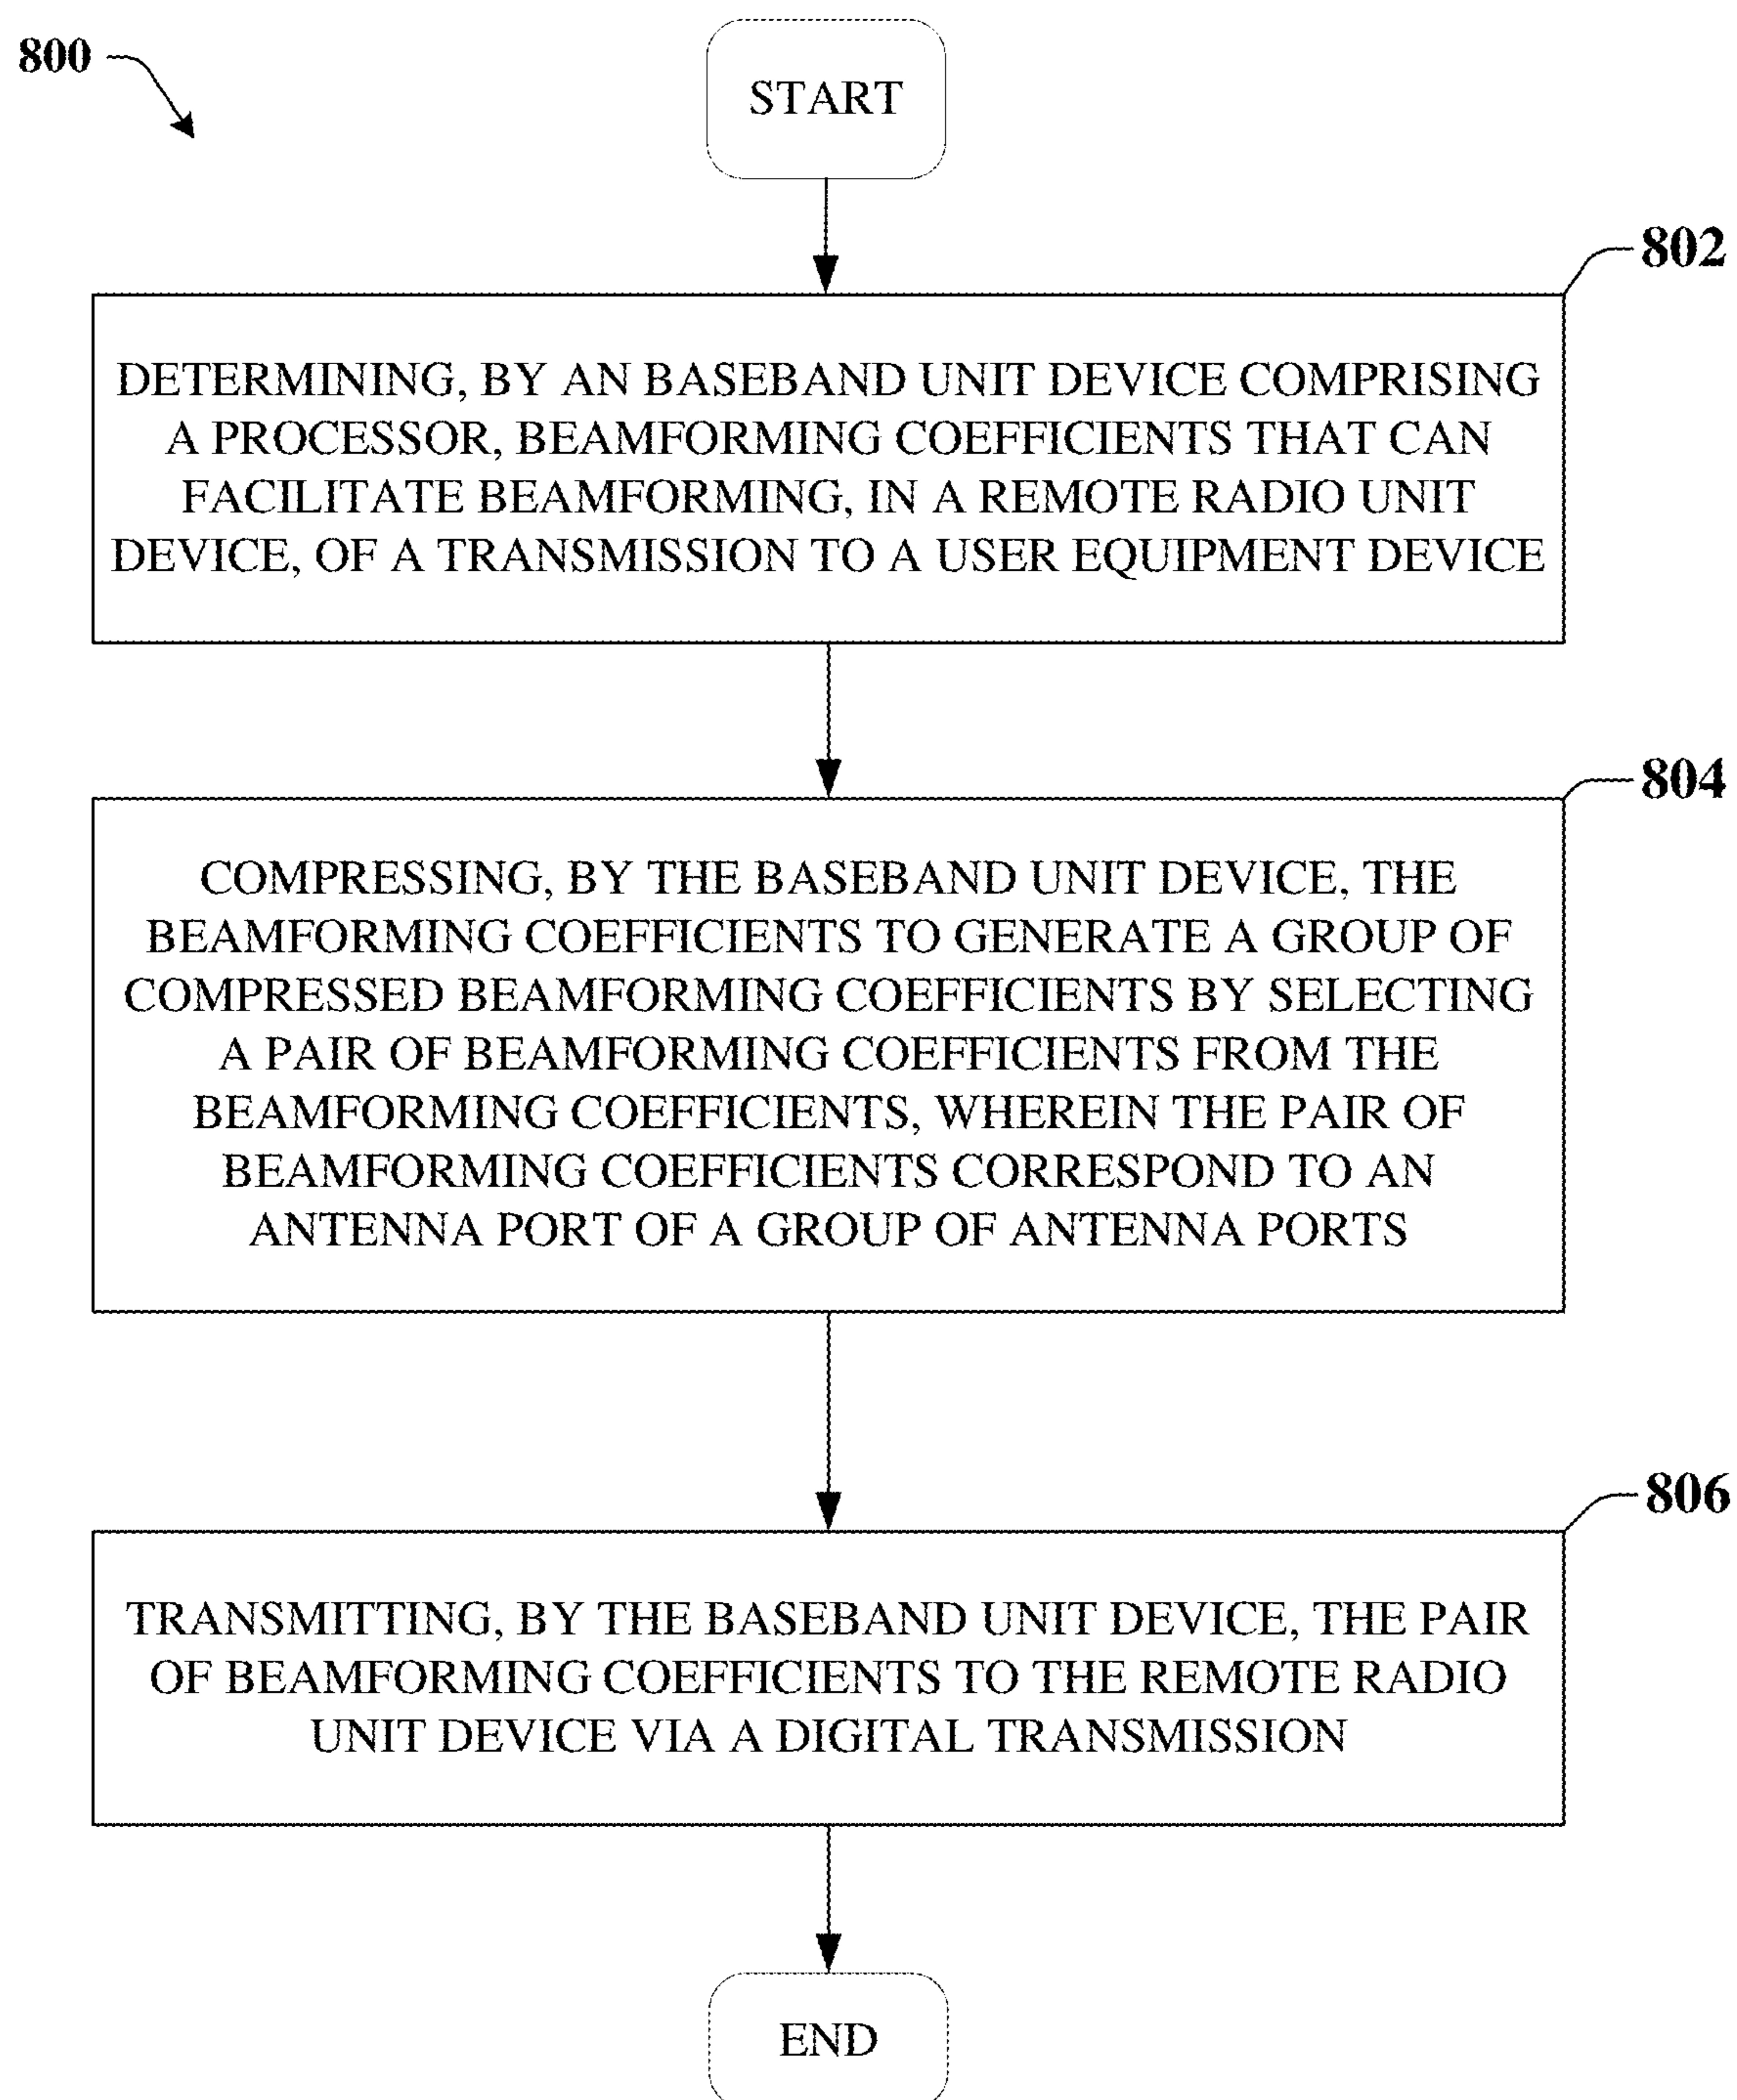 800
START
802
DETERMINING, BY AN BASEBAND UNIT DEVICE COMPRISING
A PROCESSOR, BEAMFORMING COEFFICIENTS THAT CAN
FACILITATE BEAMFORMING, IN A REMOTE RADIO UNIT
DEVICE, OF A TRANSMISSION TO A USER EQUIPMENT DEVICE
804
COMPRESSING, BY THE BASEBAND UNIT DEVICE, THE
BEAMFORMING COEFFICIENTS TO GENERATE A GROUP OF
COMPRESSED BEAMFORMING COEFFICIENTS BY SELECTING
A PAIR OF BEAMFORMING COEFFICIENTS FROM THE
BEAMFORMING COEFFICIENTS, WHEREIN THE PAIR OF
BEAMFORMING COEFFICIENTS CORRESPOND TO AN
ANTENNA PORT OF A GROUP OF ANTENNA PORTS
806
TRANSMITTING, BY THE BASEBAND UNIT DEVICE, THE PAIR
OF BEAMFORMING COEFFICIENTS TO THE REMOTE RADIO
UNIT DEVICE VIA A DIGITAL TRANSMISSION
END